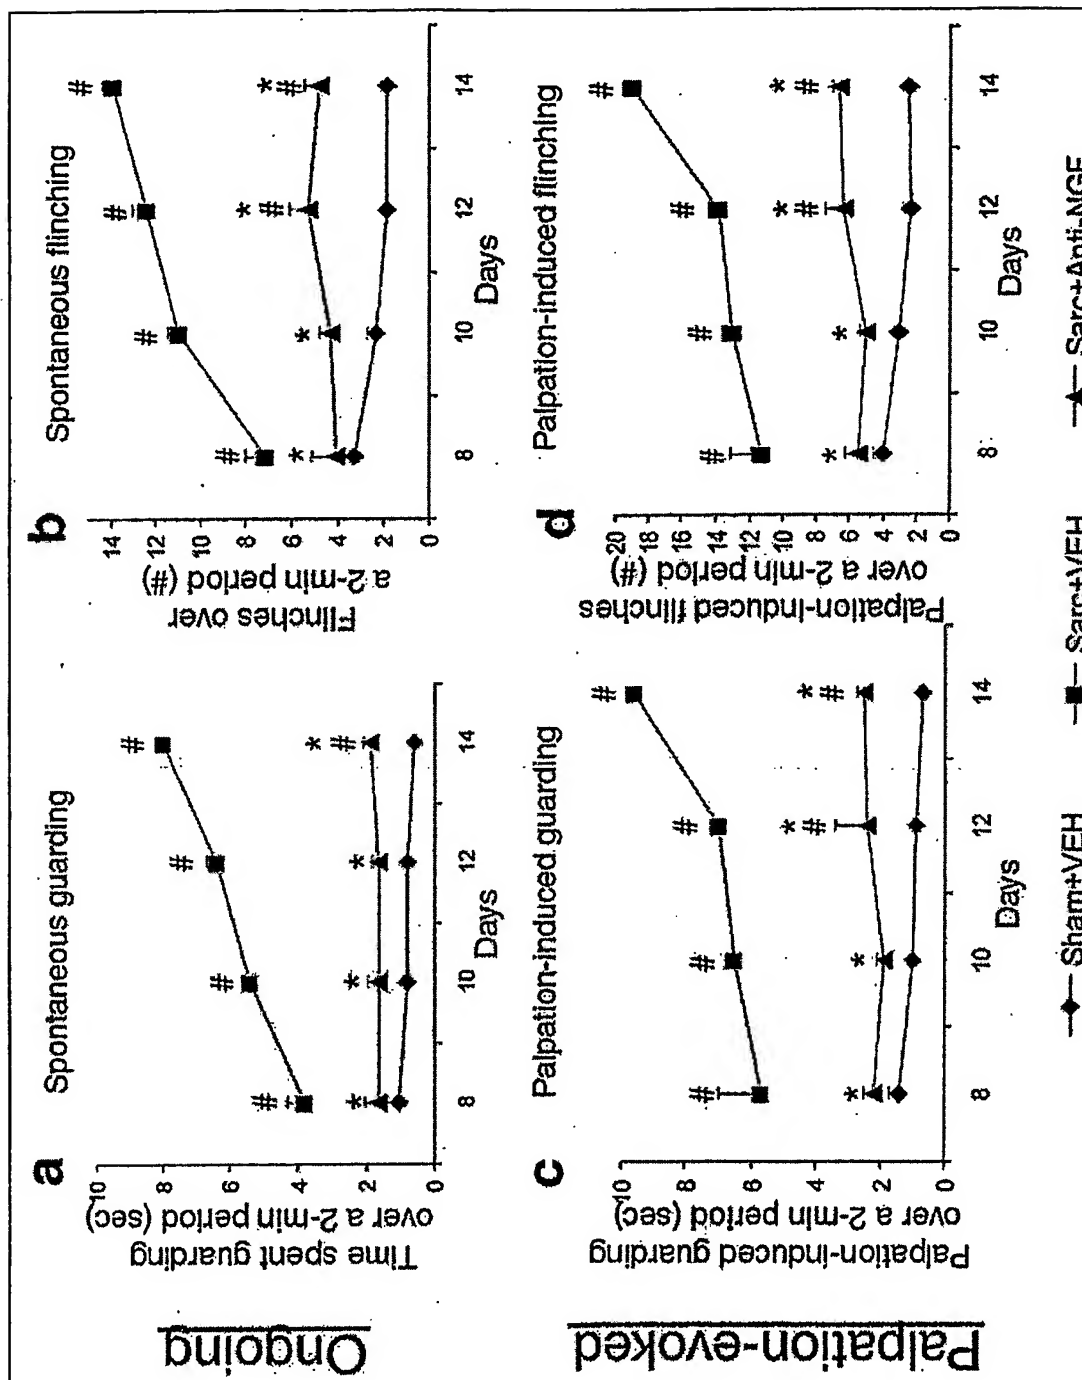 Ongoing
a
Spontaneous guarding
Time spent guarding
over a 2-min period (sec)
10
8
6
4
2
0
# # # #
* * * * #
8 10 12 14
Days
b
Spontaneous flinching
Flinches over
a 2-min period (#)
14
12
10
8
6
4
2
0
# # # #
* * * # * #
8 10 12 14
Days
Palpation-evoked
c
Palpation-induced guarding
Palpation-induced guarding
over a 2-min period (sec)
10
8
6
4
2
0
# # # #
* * * # * #
8 10 12 14
Days
d
Palpation-induced flinching
Palpation-induced flinches
over a 2-min period (#)
20
18
16
14
12
10
8
6
4
2
0
# # # #
* * * # * #
8 10 12 14
Days
Sham+VEH Sarc+VEH Sarc+Anti-NGF